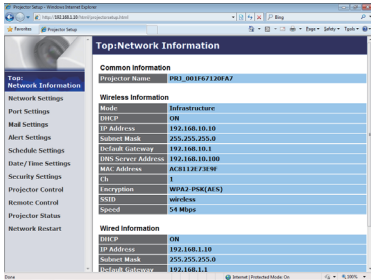 Projector Setup - Windows Internet Explorer
http://192.168.1.10/html/projectorsetup.html
Bing
Favorites Projector Setup
Page Safety Tools
Top:Network Information
Top:
Network Information
Network Settings
Port Settings
Mail Settings
Alert Settings
Schedule Settings
Date/Time Settings
Security Settings
Projector Control
Remote Control
Projector Status
Network Restart
Common Information
Projector Name PRJ_001F67120FA7
Wireless Information
Mode Infrastructure
DHCP ON
IP Address 192.168.10.10
Subnet Mask 255.255.255.0
Default Gateway 192.168.10.1
DNS Server Address 192.168.10.100
MAC Address AC8112E73E9F
Ch 1
Encryption WPA2-PSK(AES)
SSID wireless
Speed 54 Mbps
Wired Information
DHCP ON
IP Address 192.168.1.10
Subnet Mask 255.255.255.0
Default Gateway 192.168.1.1
Done Internet | Protected Mode: On 100%